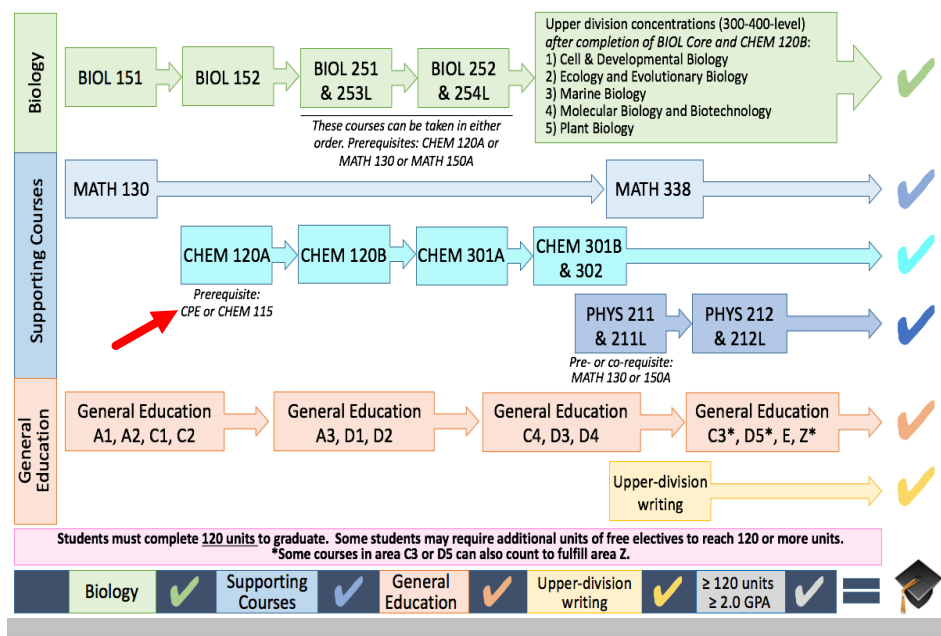 Biology
BIOL 151
BIOL 152
BIOL 251
& 253L
BIOL 252
& 254L
These courses can be taken in either
order. Prerequisites: CHEM 120A or
MATH 130 or MATH 150A
Upper division concentrations (300-400-level)
after completion of BIOL Core and CHEM 120B:
1) Cell & Developmental Biology
2) Ecology and Evolutionary Biology
3) Marine Biology
4) Molecular Biology and Biotechnology
5) Plant Biology
Supporting Courses
MATH 130
MATH 338
CHEM 120A
Prerequisite:
CPE or CHEM 115
CHEM 120B
CHEM 301A
CHEM 301B
& 302
PHYS 211
& 211L
Pre- or co-requisite:
MATH 130 or 150A
PHYS 212
& 212L
General
Education
General Education
A1, A2, C1, C2
General Education
A3, D1, D2
General Education
C4, D3, D4
General Education
C3*, D5*, E, Z*
Upper-division
writing
Students must complete 120 units to graduate. Some students may require additional units of free electives to reach 120 or more units.
*Some courses in area C3 or D5 can also count to fulfill area Z.
Biology
Supporting
Courses
General
Education
Upper-division
writing
≥ 120 units
≥ 2.0 GPA
=